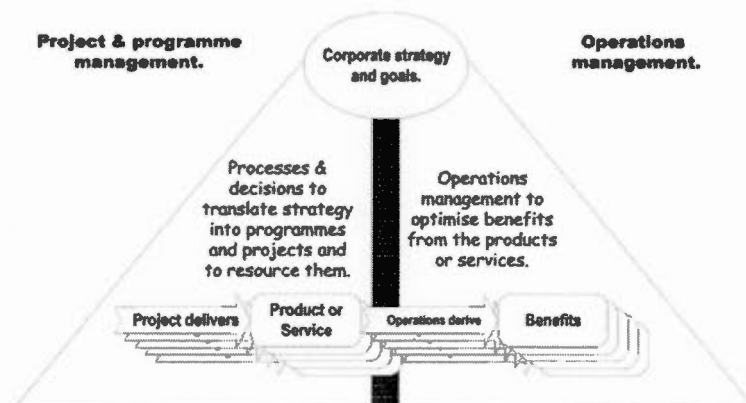 Project & programme
management.
Operations
management.
Corporate strategy
and goals.
Processes &
decisions to
translate strategy
into programmes
and projects and
to resource them.
Operations
management to
optimise benefits
from the products
or services.
Project delivers
Product or
Service
Operations derive
Benefits